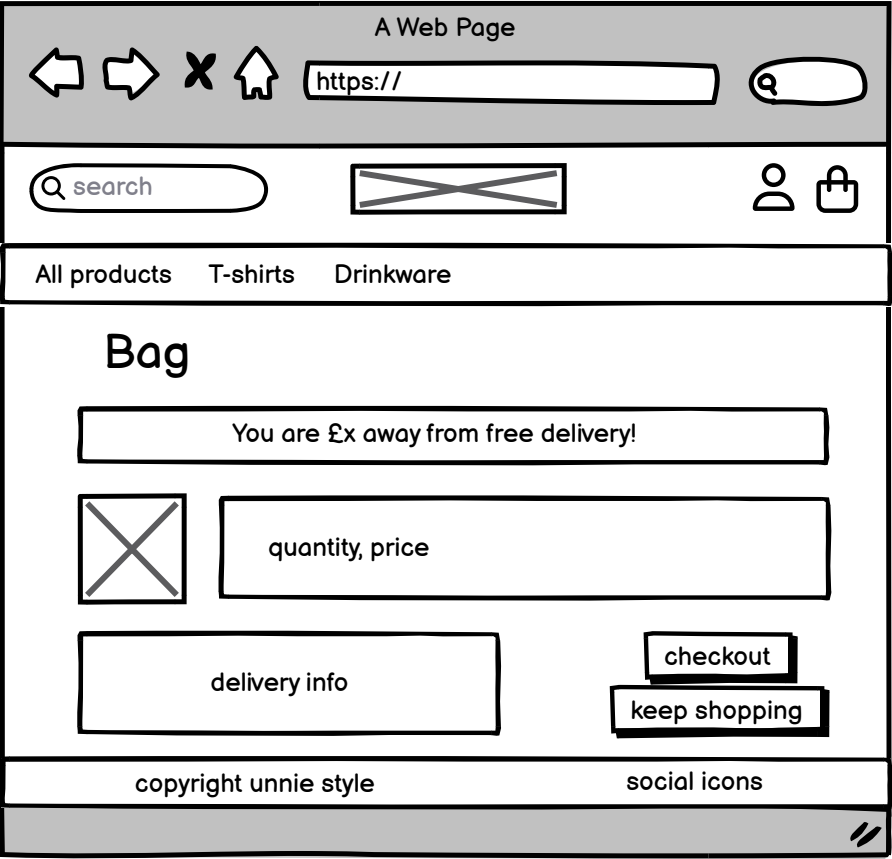 A Web Page
https://
search
All products T-shirts Drinkware
Bag
You are £x away from free delivery!
quantity, price
delivery info
checkout
keep shopping
copyright unnie style
social icons